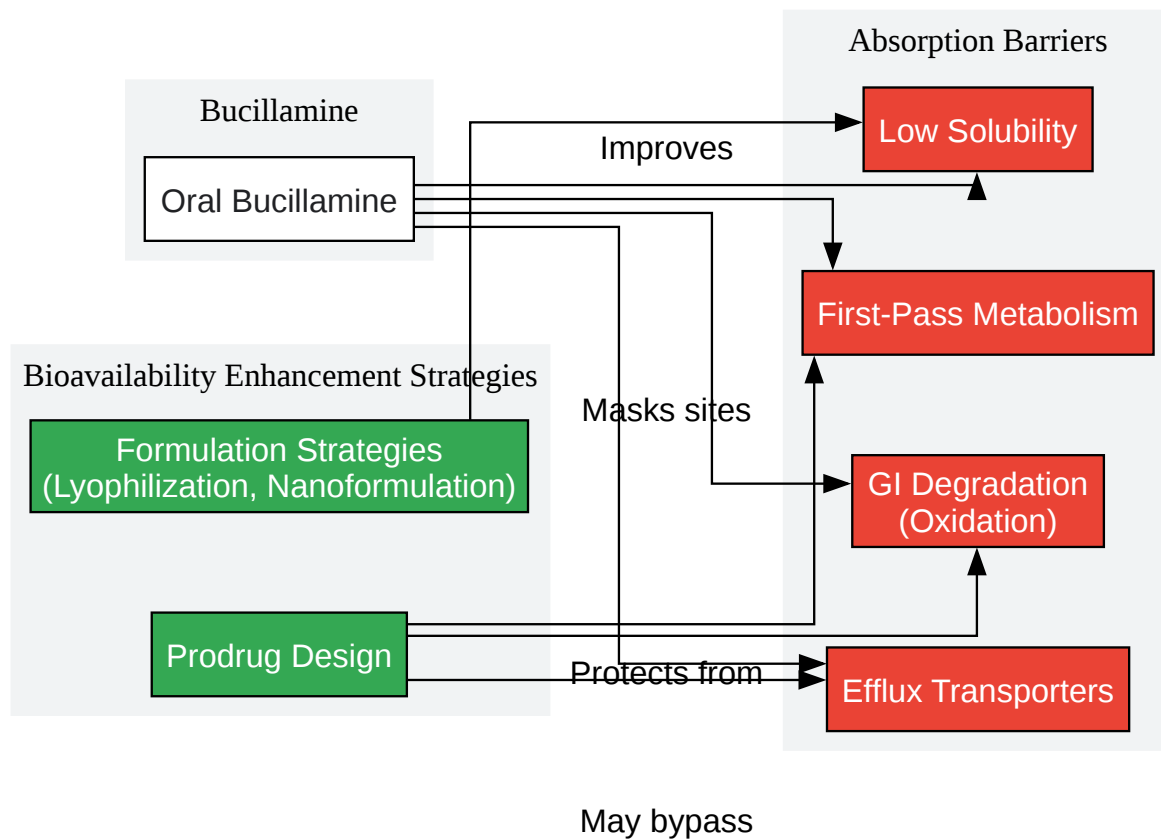 Absorption Barriers
Bucillamine
Low Solubility
Improves
Oral Bucillamine
First-Pass Metabolism
Bioavailability Enhancement Strategies
Masks sites
Formulation Strategies
(Lyophilization, Nanoformulation)
GI Degradation
(Oxidation)
Prodrug Design
Protects from
Efflux Transporters
May bypass